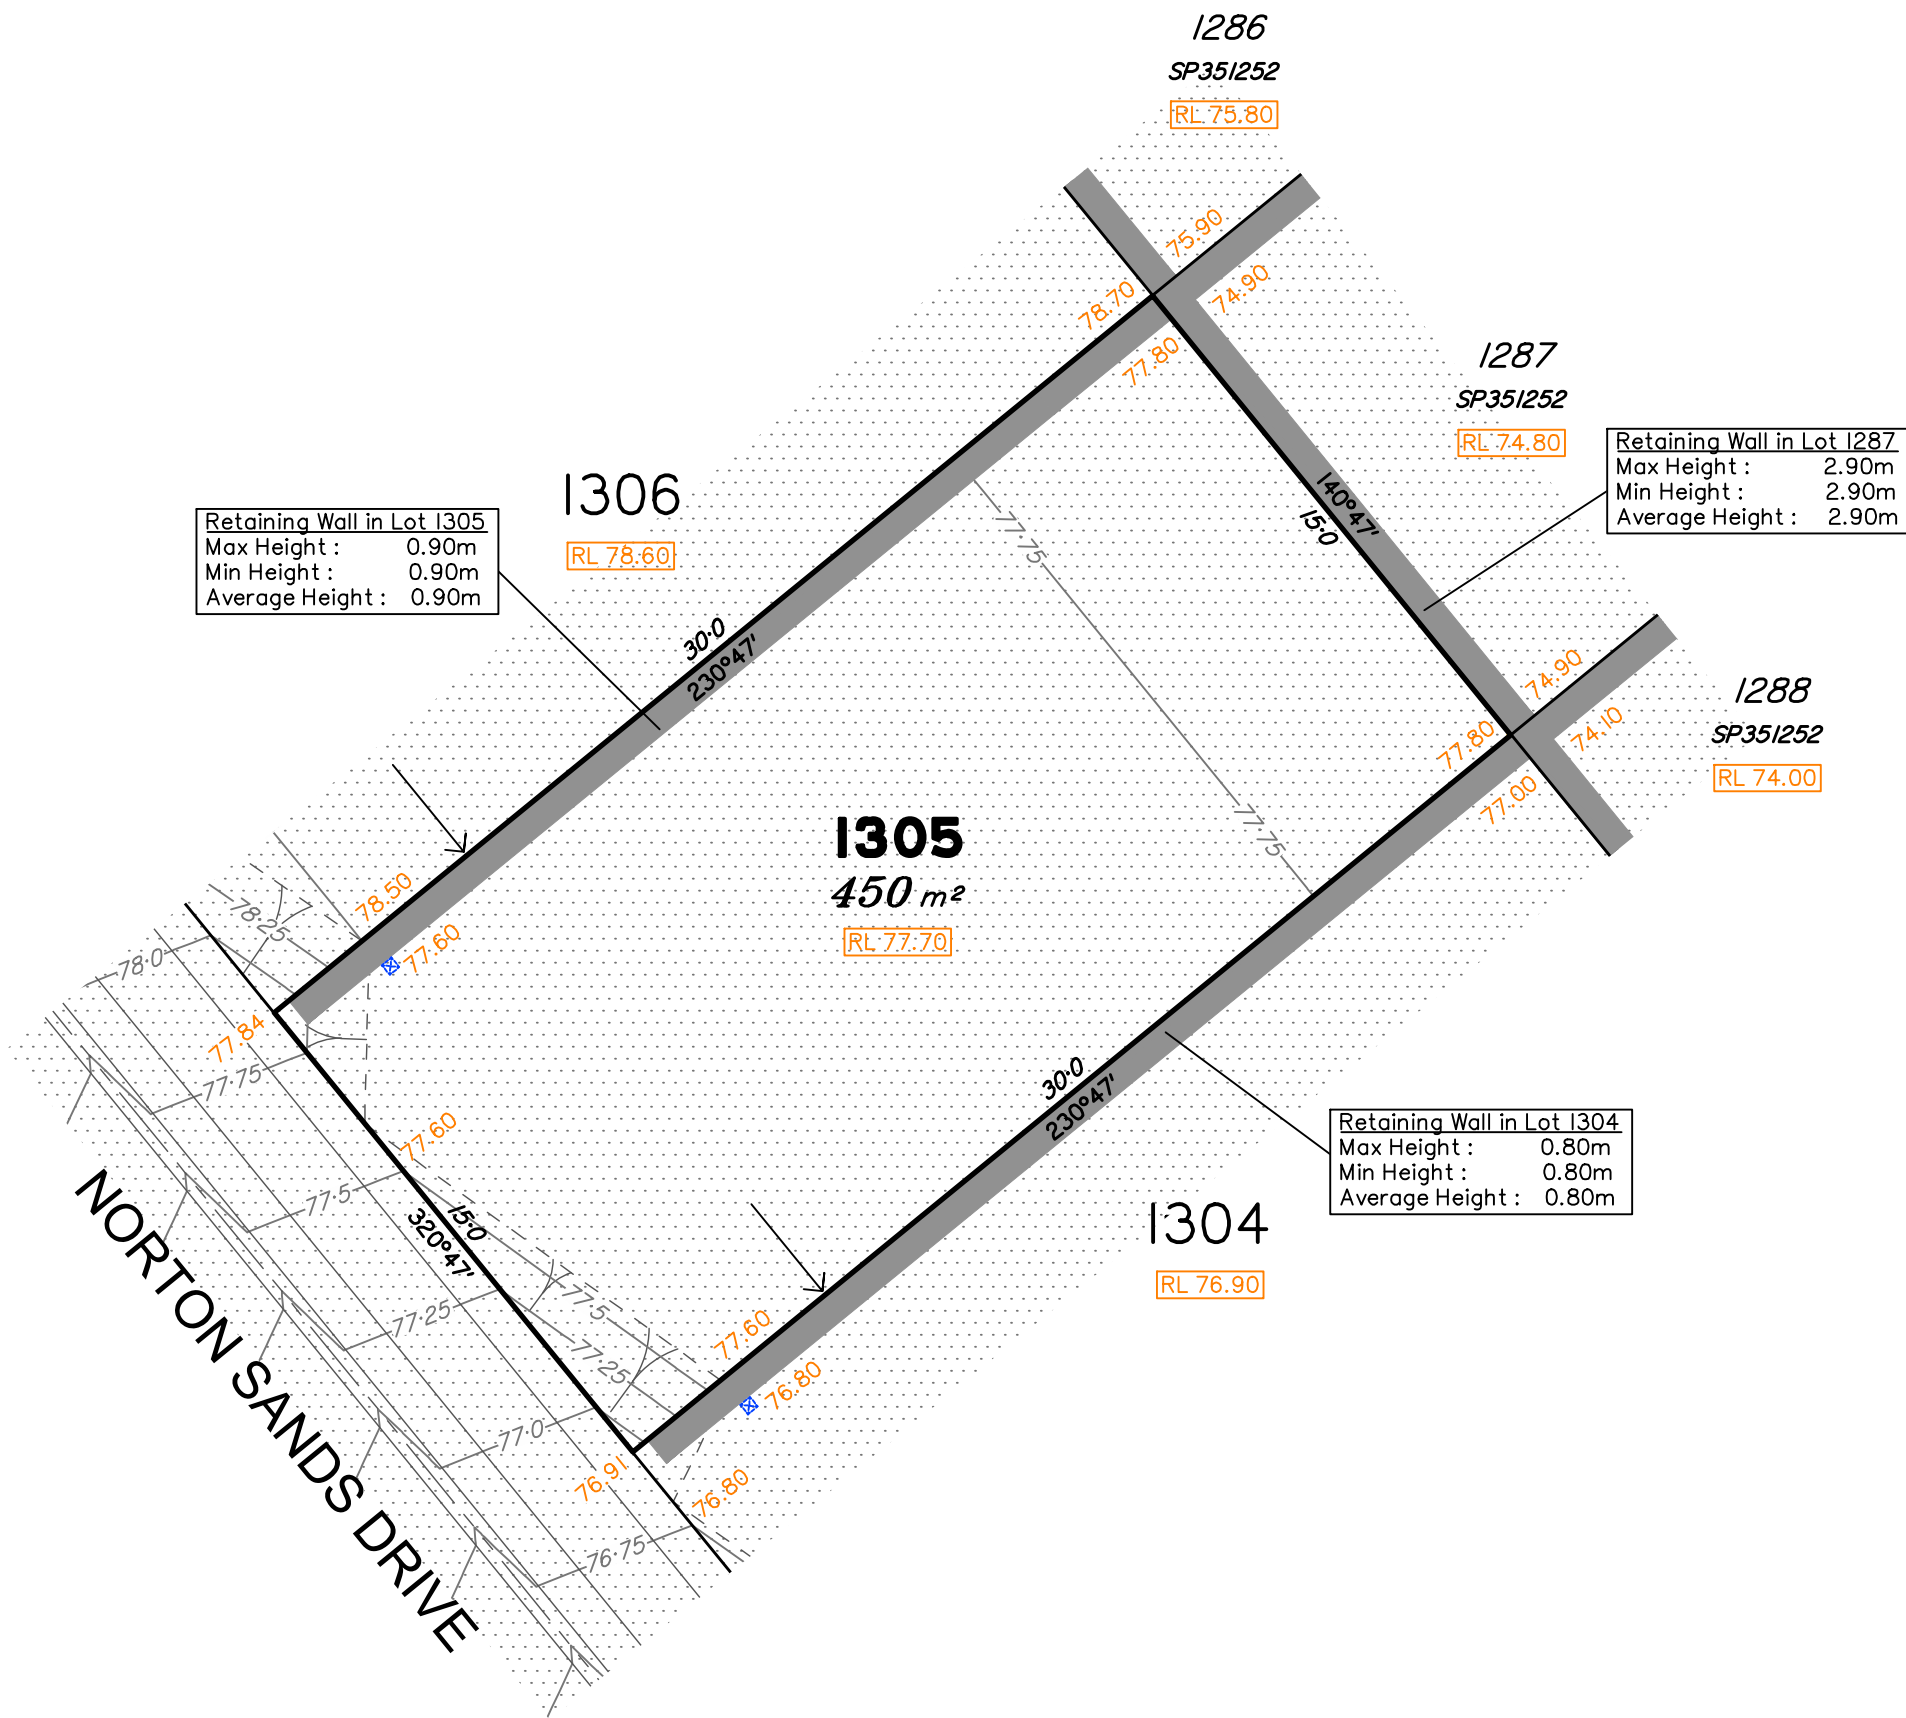 1286
SP351252
RL 75.80
75.90
74.90
78.70
77.80
1287
SP351252
RL 74.80
Retaining Wall in Lot 1287
Max Height : 2.90m
Min Height : 2.90m
Average Height : 2.90m
140°47'
15·0
1306
RL 78.60
Retaining Wall in Lot 1305
Max Height : 0.90m
Min Height : 0.90m
Average Height : 0.90m
77·75
30·0
230°47'
74.90
74.10
77.80
77.00
1288
SP351252
RL 74.00
77·75
1305
450 m²
RL 77.70
78.50
77.60
78·25
78·0
77.84
77·75
77.60
77·5
15·0
320°47'
77·25
77·5
77·25
77·0
77.60
76.80
76.91
76.80
76·75
30·0
230°47'
Retaining Wall in Lot 1304
Max Height : 0.80m
Min Height : 0.80m
Average Height : 0.80m
1304
RL 76.90
NORTON SANDS DRIVE